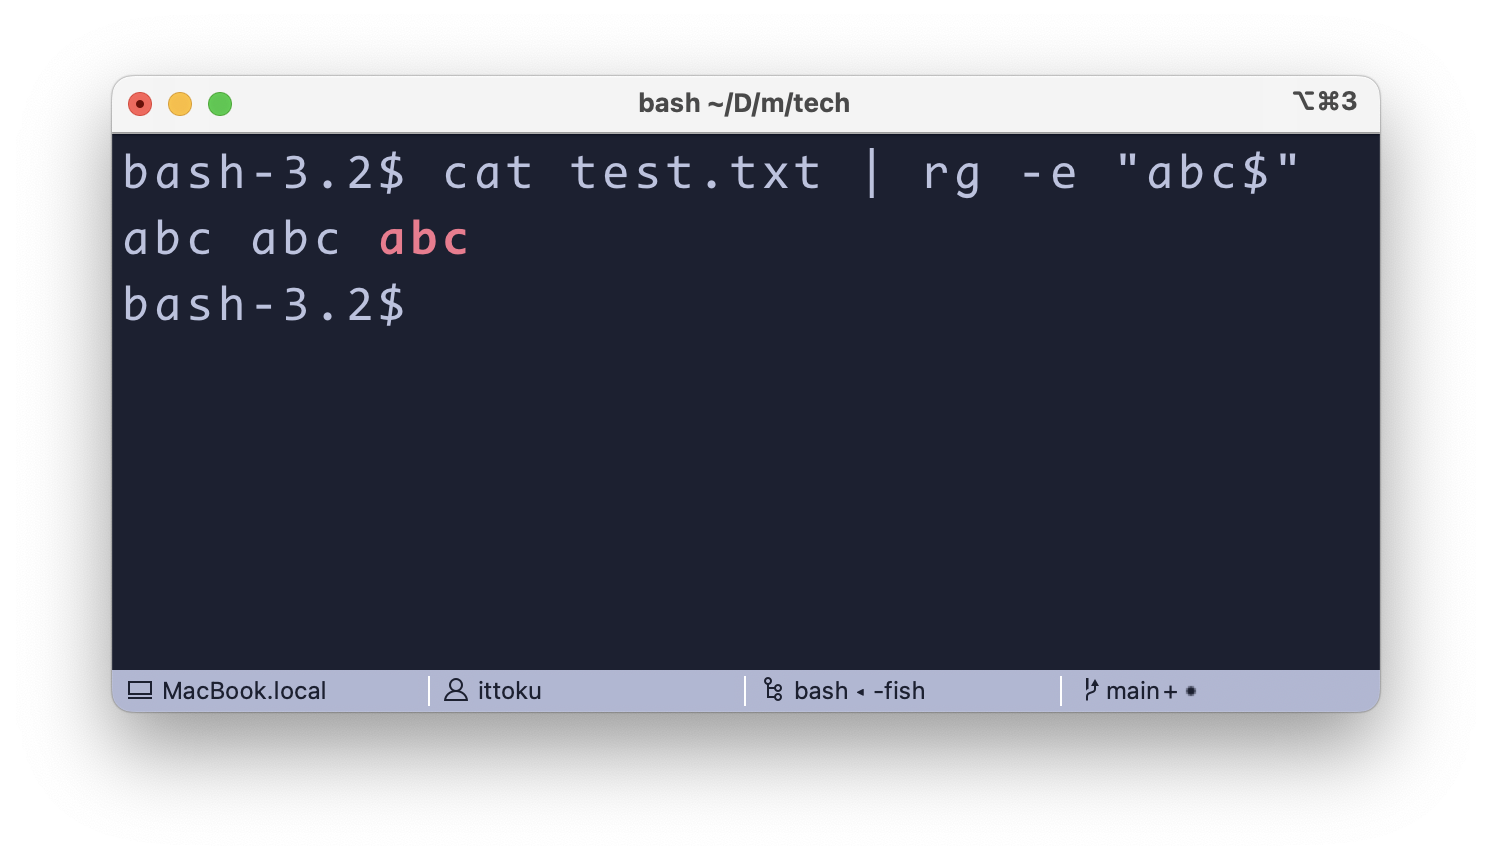 bash ~/D/m/tech
⌥⌘3
bash-3.2$ cat test.txt | rg -e "abc$"
abc abc abc
bash-3.2$
MacBook.local
ittoku
bash ◂ -fish
main+ ●